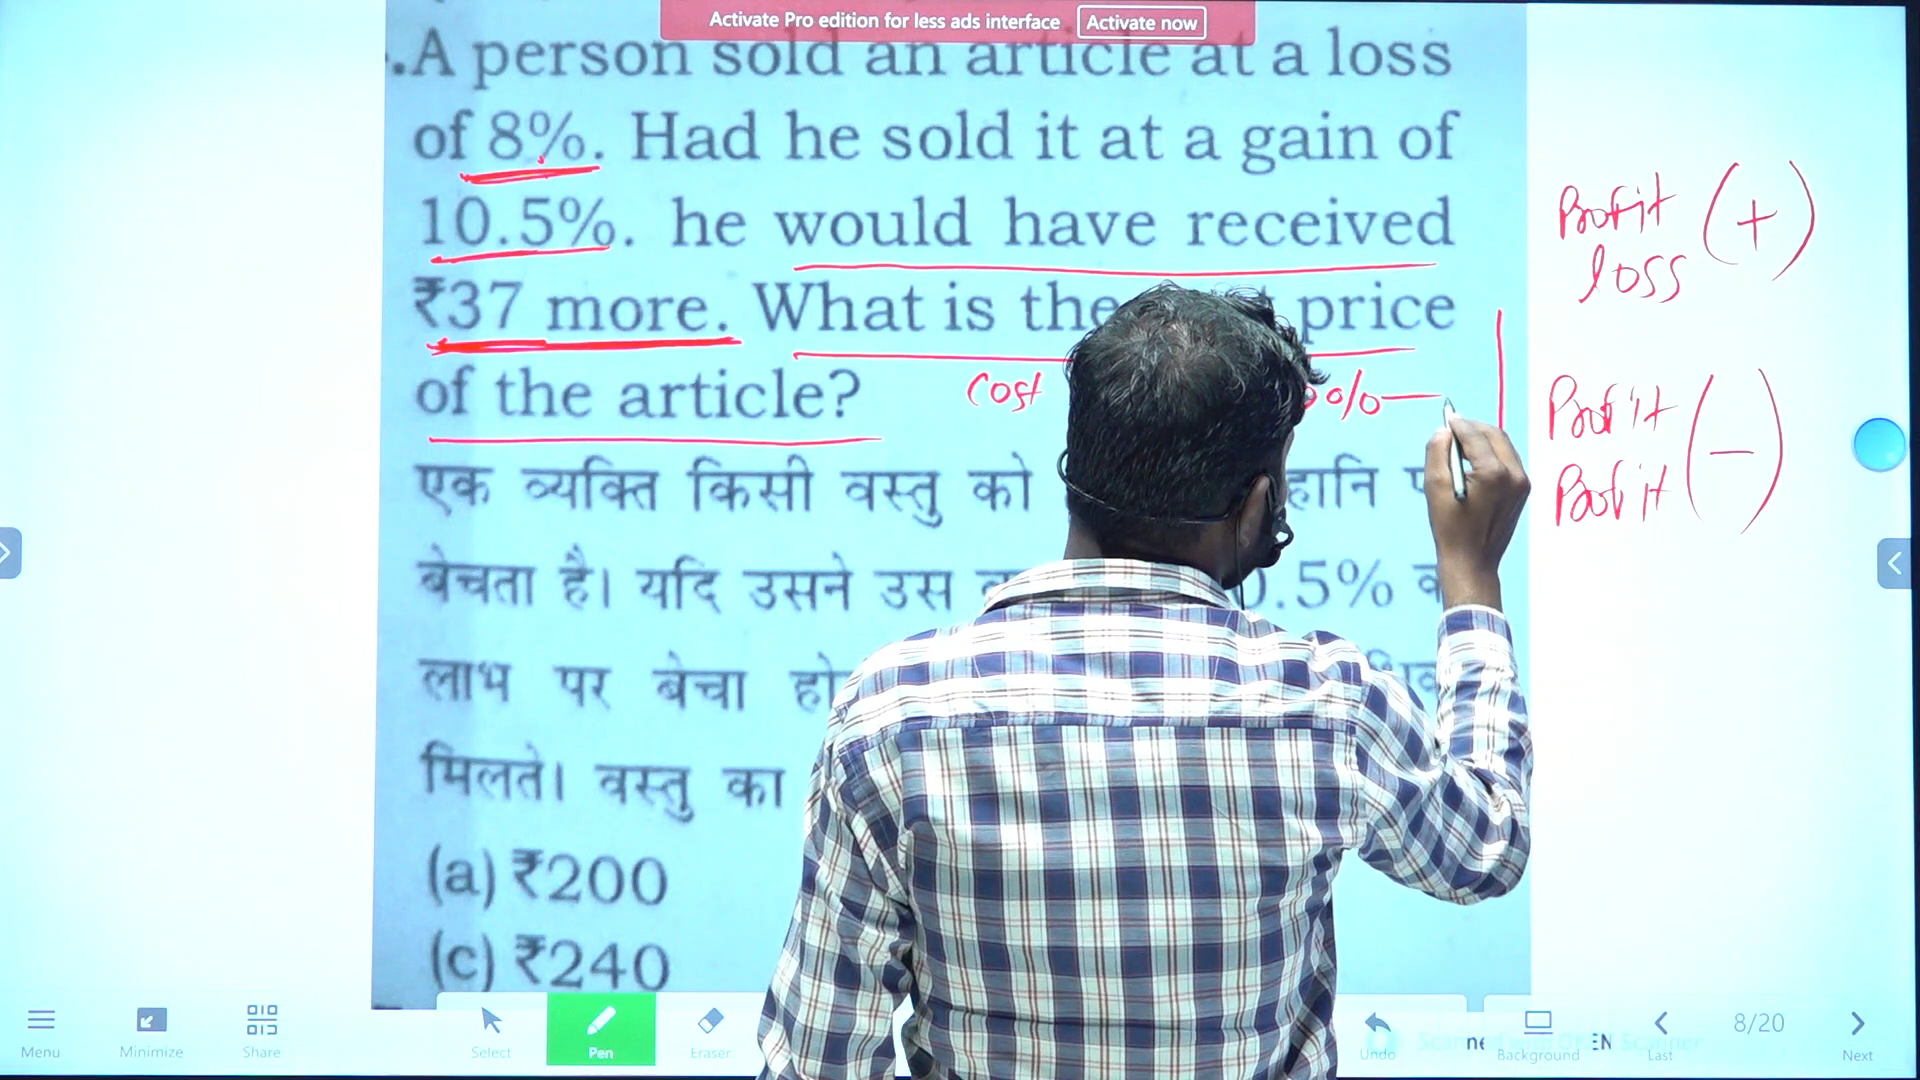 Activate Pro edition for less ads interface Activate now
.A person sold an article at a loss
of 8%. Had he sold it at a gain of
10.5%. he would have received
₹37 more. What is the price
of the article?
Cost
एक व्यक्ति किसी वस्तु को हानि
बेचता है। यदि उसने उस 0.5%
लाभ पर बेचा
मिलते। वस्तु का
(a) ₹200
(c) ₹240
Profit
loss (+)
Profit
Profit (-)
Menu Minimize Share Select Pen Eraser Undo Background Last 8/20 Next